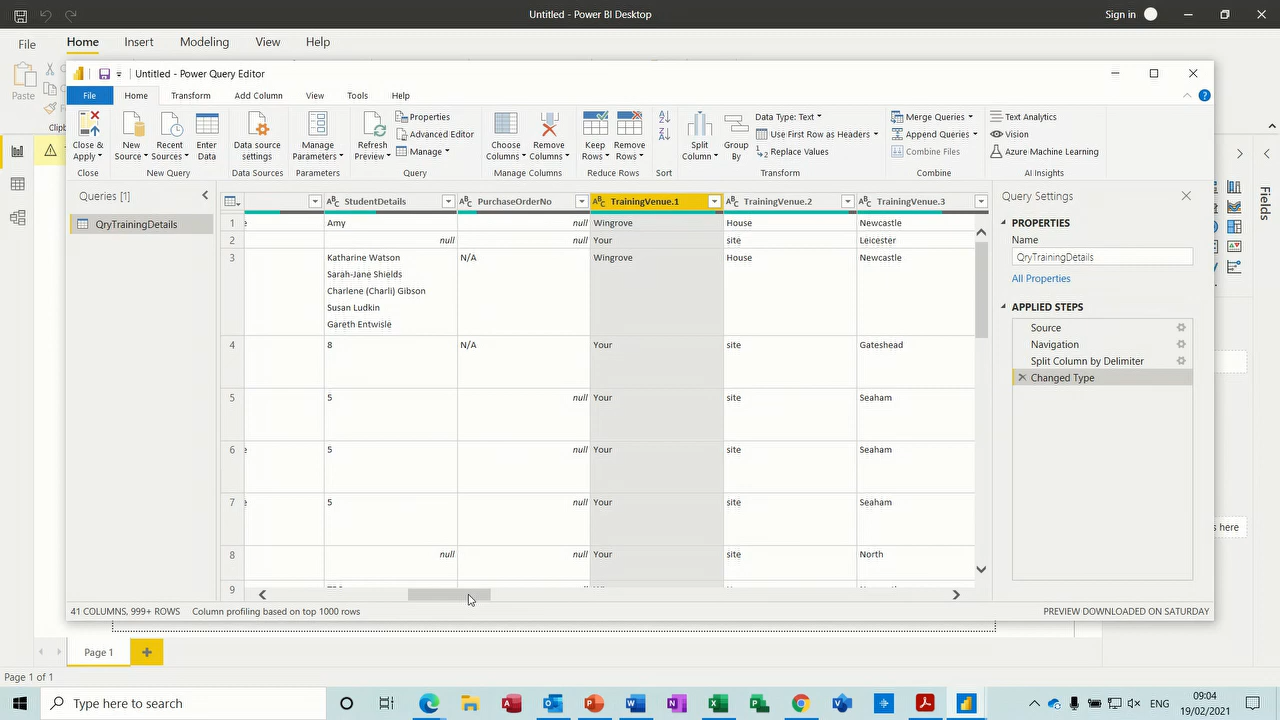 Untitled - Power BI Desktop
Sign in
File
Home
Insert
Modeling
View
Help
Paste
Untitled - Power Query Editor
File
Home
Transform
Add Column
View
Tools
Help
Close &
Apply
New
Source
Recent
Sources
Enter
Data
Data source
settings
Manage
Parameters
Refresh
Preview
Properties
Advanced Editor
Manage
Choose
Columns
Remove
Columns
Keep
Rows
Remove
Rows
Split
Column
Group
By
Data Type: Text
Use First Row as Headers
Replace Values
Merge Queries
Append Queries
Combine Files
Text Analytics
Vision
Azure Machine Learning
Close
New Query
Data Sources
Parameters
Query
Manage Columns
Reduce Rows
Sort
Transform
Combine
AI Insights
Queries [1]
QryTrainingDetails
StudentDetails
PurchaseOrderNo
TrainingVenue.1
TrainingVenue.2
TrainingVenue.3
1 e Amy null Wingrove House Newcastle
2 null null Your site Leicester
3 Katharine Watson N/A Wingrove House Newcastle
Sarah-Jane Shields
Charlene (Charli) Gibson
Susan Ludkin
Gareth Entwisle
4 8 N/A Your site Gateshead
5 5 null Your site Seaham
6 e 5 null Your site Seaham
7 e 5 null Your site Seaham
8 null null Your site North
9
Query Settings
PROPERTIES
Name
QryTrainingDetails
All Properties
APPLIED STEPS
Source
Navigation
Split Column by Delimiter
Changed Type
Fields
s here
41 COLUMNS, 999+ ROWS
Column profiling based on top 1000 rows
PREVIEW DOWNLOADED ON SATURDAY
Page 1
Page 1 of 1
Type here to search
ENG
09:04
19/02/2021